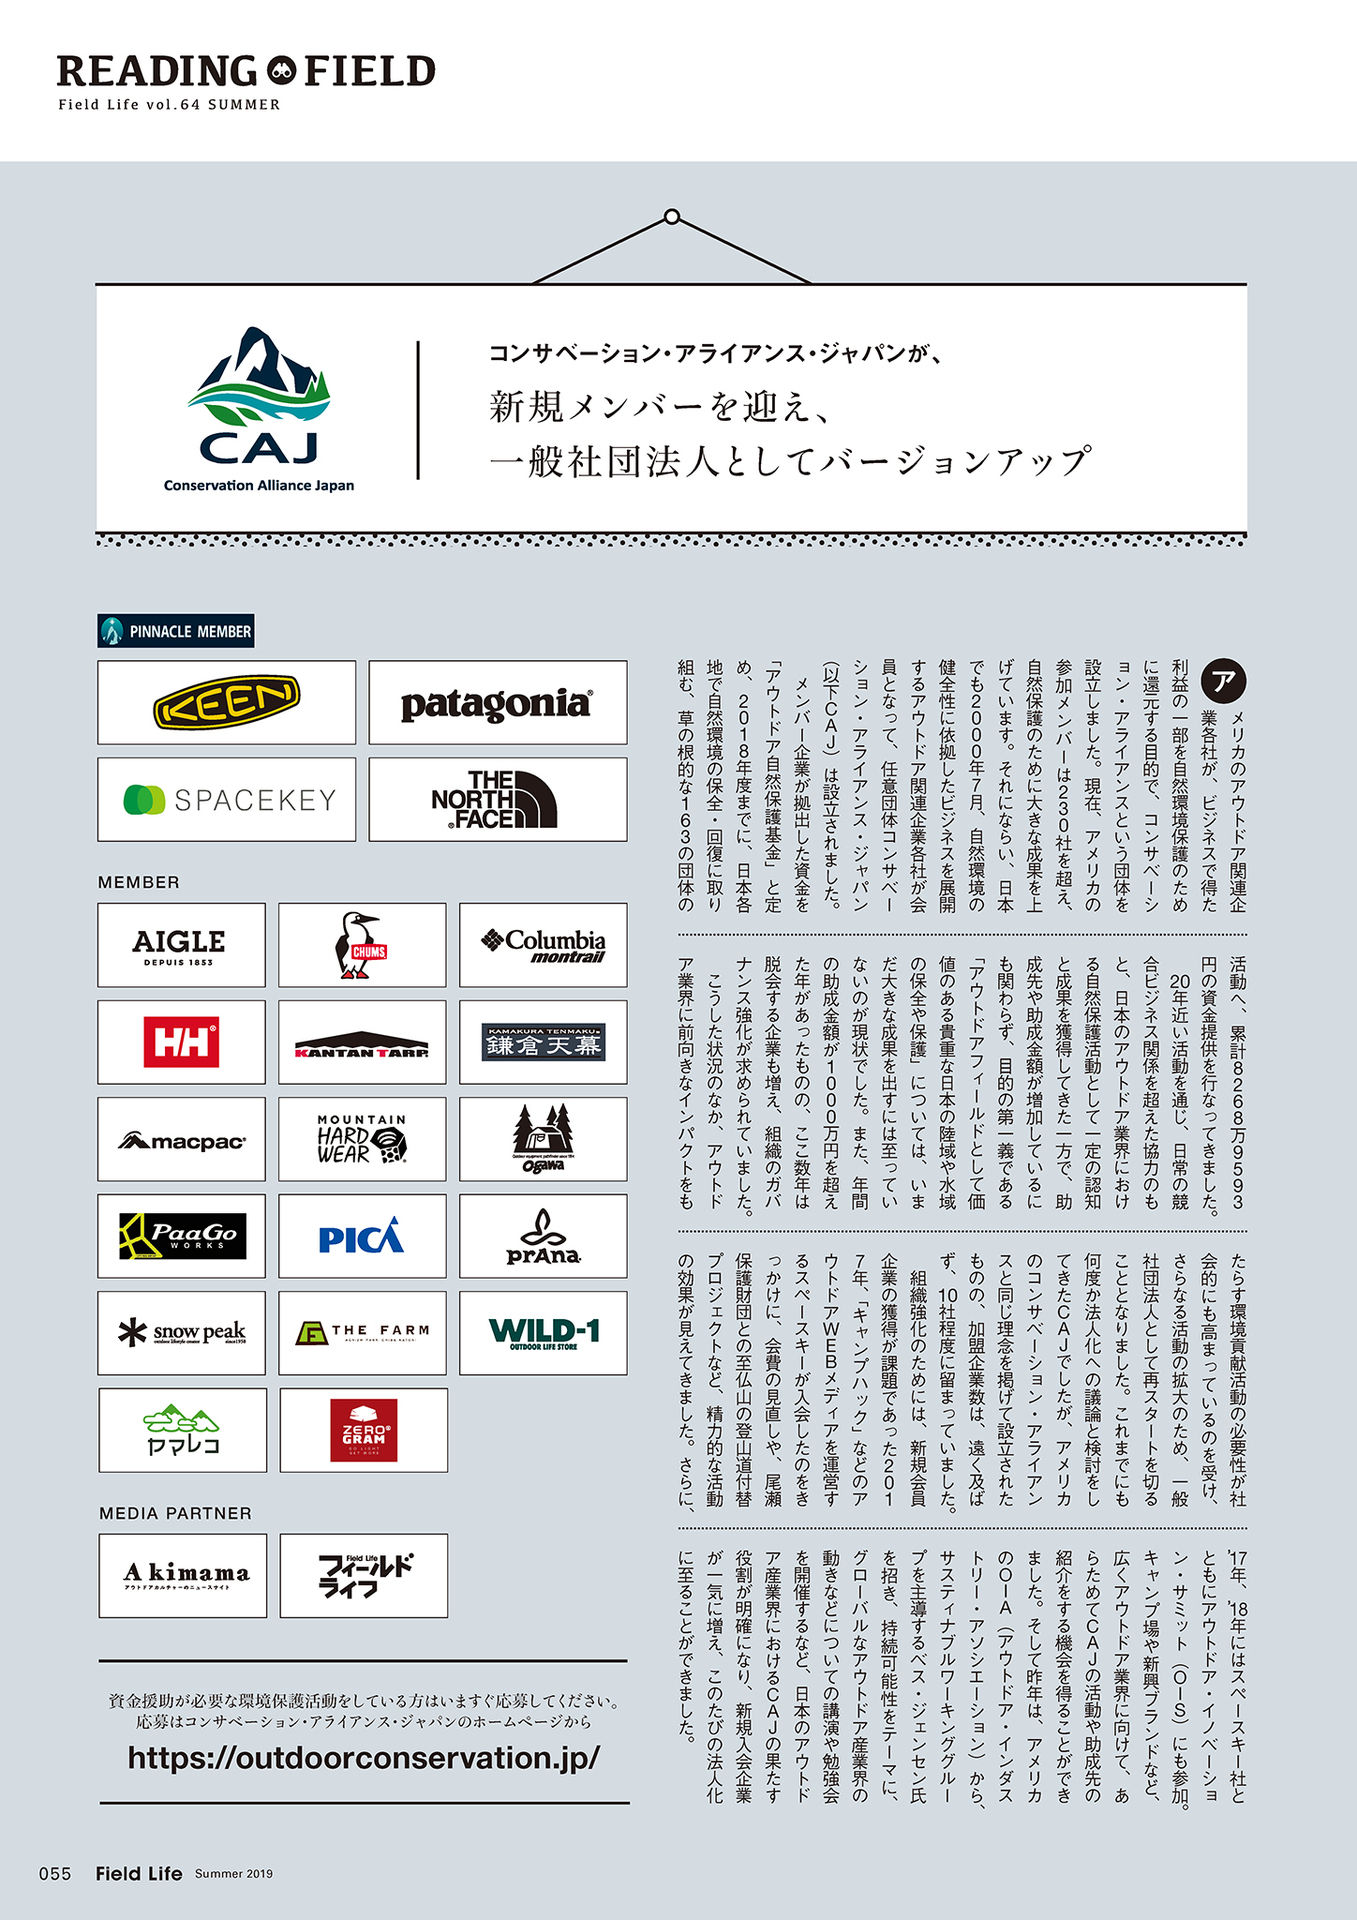 READING FIELD
Field Life vol.64 SUMMER
CAJ
Conservation Alliance Japan
コンサベーション・アライアンス・ジャパンが、
新規メンバーを迎え、
一般社団法人としてバージョンアップ
PINNACLE MEMBER
KEEN
patagonia®
SPACEKEY
THE
NORTH
FACE®
MEMBER
AIGLE
DEPUIS 1853
CHUMS
Columbia
montrail
HH®
KANTAN TARP.
KAMAKURA TENMAKU®
鎌倉天幕
macpac®
MOUNTAIN
HARD
WEAR
ogawa
PaaGo
WORKS
PICA
prAna
snow peak
outdoor lifestyle creator since1958
THE FARM
WILD-1
OUTDOOR LIFE STORE
ヤマレコ
ZERO®
GRAM
GO LIGHT
GET MORE
MEDIA PARTNER
Akimama
アウトドアカルチャーのニュースサイト
Field Life
フィールド
ライフ
資金援助が必要な環境保護活動をしている方はいますぐ応募してください。
応募はコンサベーション・アライアンス・ジャパンのホームページから
https://outdoorconservation.jp/
アメリカのアウトドア関連企
業各社が、ビジネスで得た
利益の一部を自然環境保護のため
に還元する目的で、コンサベーシ
ョン・アライアンスという団体を
設立しました。現在、アメリカの
参加メンバーは230社を超え、
自然保護のために大きな成果を上
げています。それにならい、日本
でも2000年7月、自然環境の
健全性に依拠したビジネスを展開
するアウトドア関連企業各社が会
員となって、任意団体コンサベー
ション・アライアンス・ジャパン
（以下CAJ）は設立されました。
メンバー企業が拠出した資金を
「アウトドア自然保護基金」と定
め、2018年度までに、日本各
地で自然環境の保全・回復に取り
組む、草の根的な163の団体の
活動へ、累計8268万9593
円の資金提供を行なってきました。
20年近い活動を通じ、日常の競
合ビジネス関係を超えた協力のも
と、日本のアウトドア業界におけ
る自然保護活動として一定の認知
と成果を獲得してきた一方で、助
成先や助成金額が増加しているに
も関わらず、目的の第一義である
「アウトドアフィールドとして価
値のある貴重な日本の陸域や水域
の保全や保護」については、いま
だ大きな成果を出すには至ってい
ないのが現状でした。また、年間
の助成金額が1000万円を超え
た年があったものの、ここ数年は
脱会する企業も増え、組織のガバ
ナンス強化が求められていました。
こうした状況のなか、アウトド
ア業界に前向きなインパクトをも
たらす環境貢献活動の必要性が社
会的にも高まっているのを受け、
さらなる活動の拡大のため、一般
社団法人として再スタートを切る
こととなりました。これまでにも
何度か法人化への議論と検討をし
てきたCAJでしたが、アメリカ
のコンサベーション・アライアン
スと同じ理念を掲げて設立された
ものの、加盟企業数は、遠く及ば
ず、10社程度に留まっていました。
組織強化のためには、新規会員
企業の獲得が課題であった201
7年、「キャンプハック」などのア
ウトドアWEBメディアを運営す
るスペースキーが入会したのをき
っかけに、会費の見直しや、尾瀬
保護財団との至仏山の登山道付替
プロジェクトなど、精力的な活動
の効果が見えてきました。さらに、
'17年、'18年にはスペースキー社と
ともにアウトドア・イノベーショ
ン・サミット（OIS）にも参加。
キャンプ場や新興ブランドなど、
広くアウトドア業界に向けて、あ
らためてCAJの活動や助成先の
紹介をする機会を得ることができ
ました。そして昨年は、アメリカ
のOIA（アウトドア・インダス
トリー・アソシエーション）から、
サスティナブルワーキンググルー
プを主導するベス・ジェンセン氏
を招き、持続可能性をテーマに、
グローバルなアウトドア産業界の
動きなどについての講演や勉強会
を開催するなど、日本のアウトド
ア産業界におけるCAJの果たす
役割が明確になり、新規入会企業
が一気に増え、このたびの法人化
に至ることができました。
055 Field Life Summer 2019